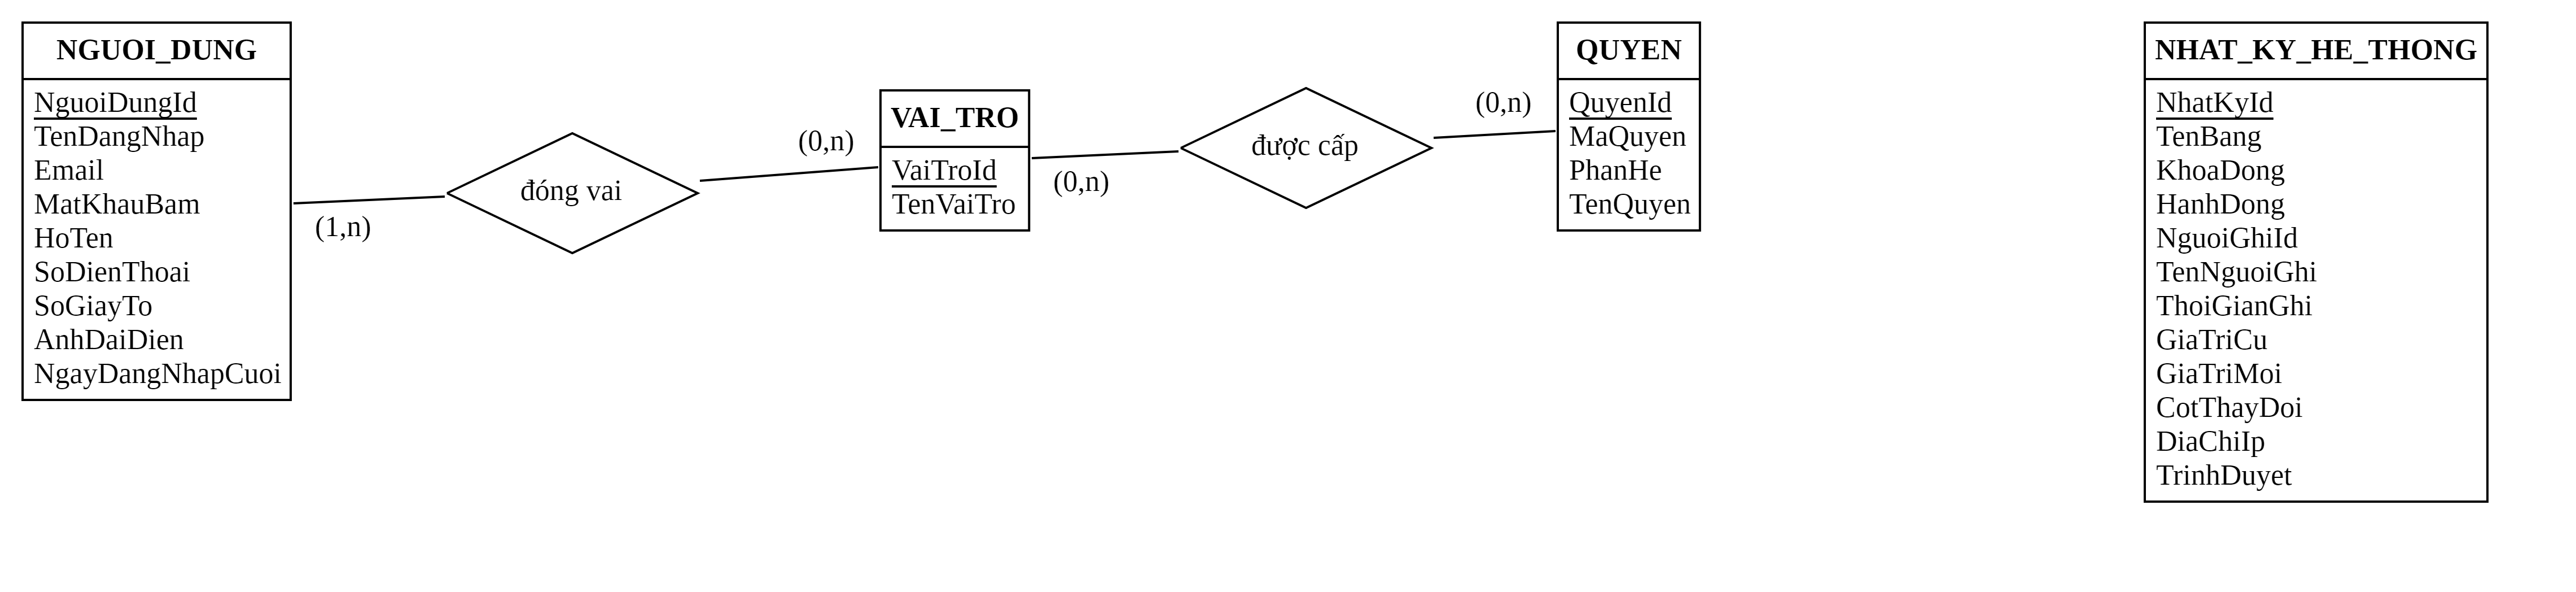 NGUOI_DUNG
NguoiDungId
TenDangNhap
Email
MatKhauBam
HoTen
SoDienThoai
SoGiayTo
AnhDaiDien
NgayDangNhapCuoi
(1,n)
đóng vai
(0,n)
VAI_TRO
VaiTroId
TenVaiTro
(0,n)
được cấp
(0,n)
QUYEN
QuyenId
MaQuyen
PhanHe
TenQuyen
NHAT_KY_HE_THONG
NhatKyId
TenBang
KhoaDong
HanhDong
NguoiGhiId
TenNguoiGhi
ThoiGianGhi
GiaTriCu
GiaTriMoi
CotThayDoi
DiaChiIp
TrinhDuyet